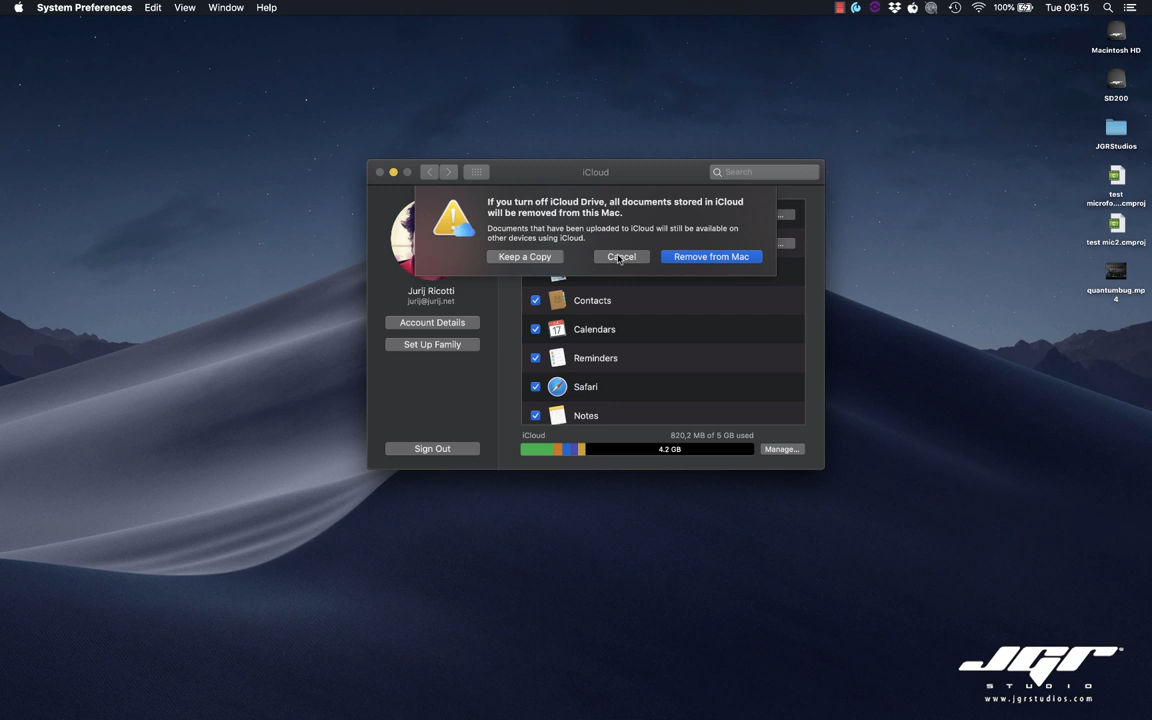 System Preferences Edit View Window Help
100% Tue 09:15
Macintosh HD
SD200
JGRStudios
test
microfo....cmproj
test mic2.cmproj
quantumbug.mp
4
iCloud
Search
If you turn off iCloud Drive, all documents stored in iCloud
will be removed from this Mac.
Documents that have been uploaded to iCloud will still be available on
other devices using iCloud.
Keep a Copy Cancel Remove from Mac
Jurij Ricotti
jurij@jurij.net
Account Details
Set Up Family
Sign Out
Contacts
17
Calendars
Reminders
Safari
Notes
iCloud 820,2 MB of 5 GB used
4.2 GB Manage...
JGR
STUDIO
www.jgrstudios.com